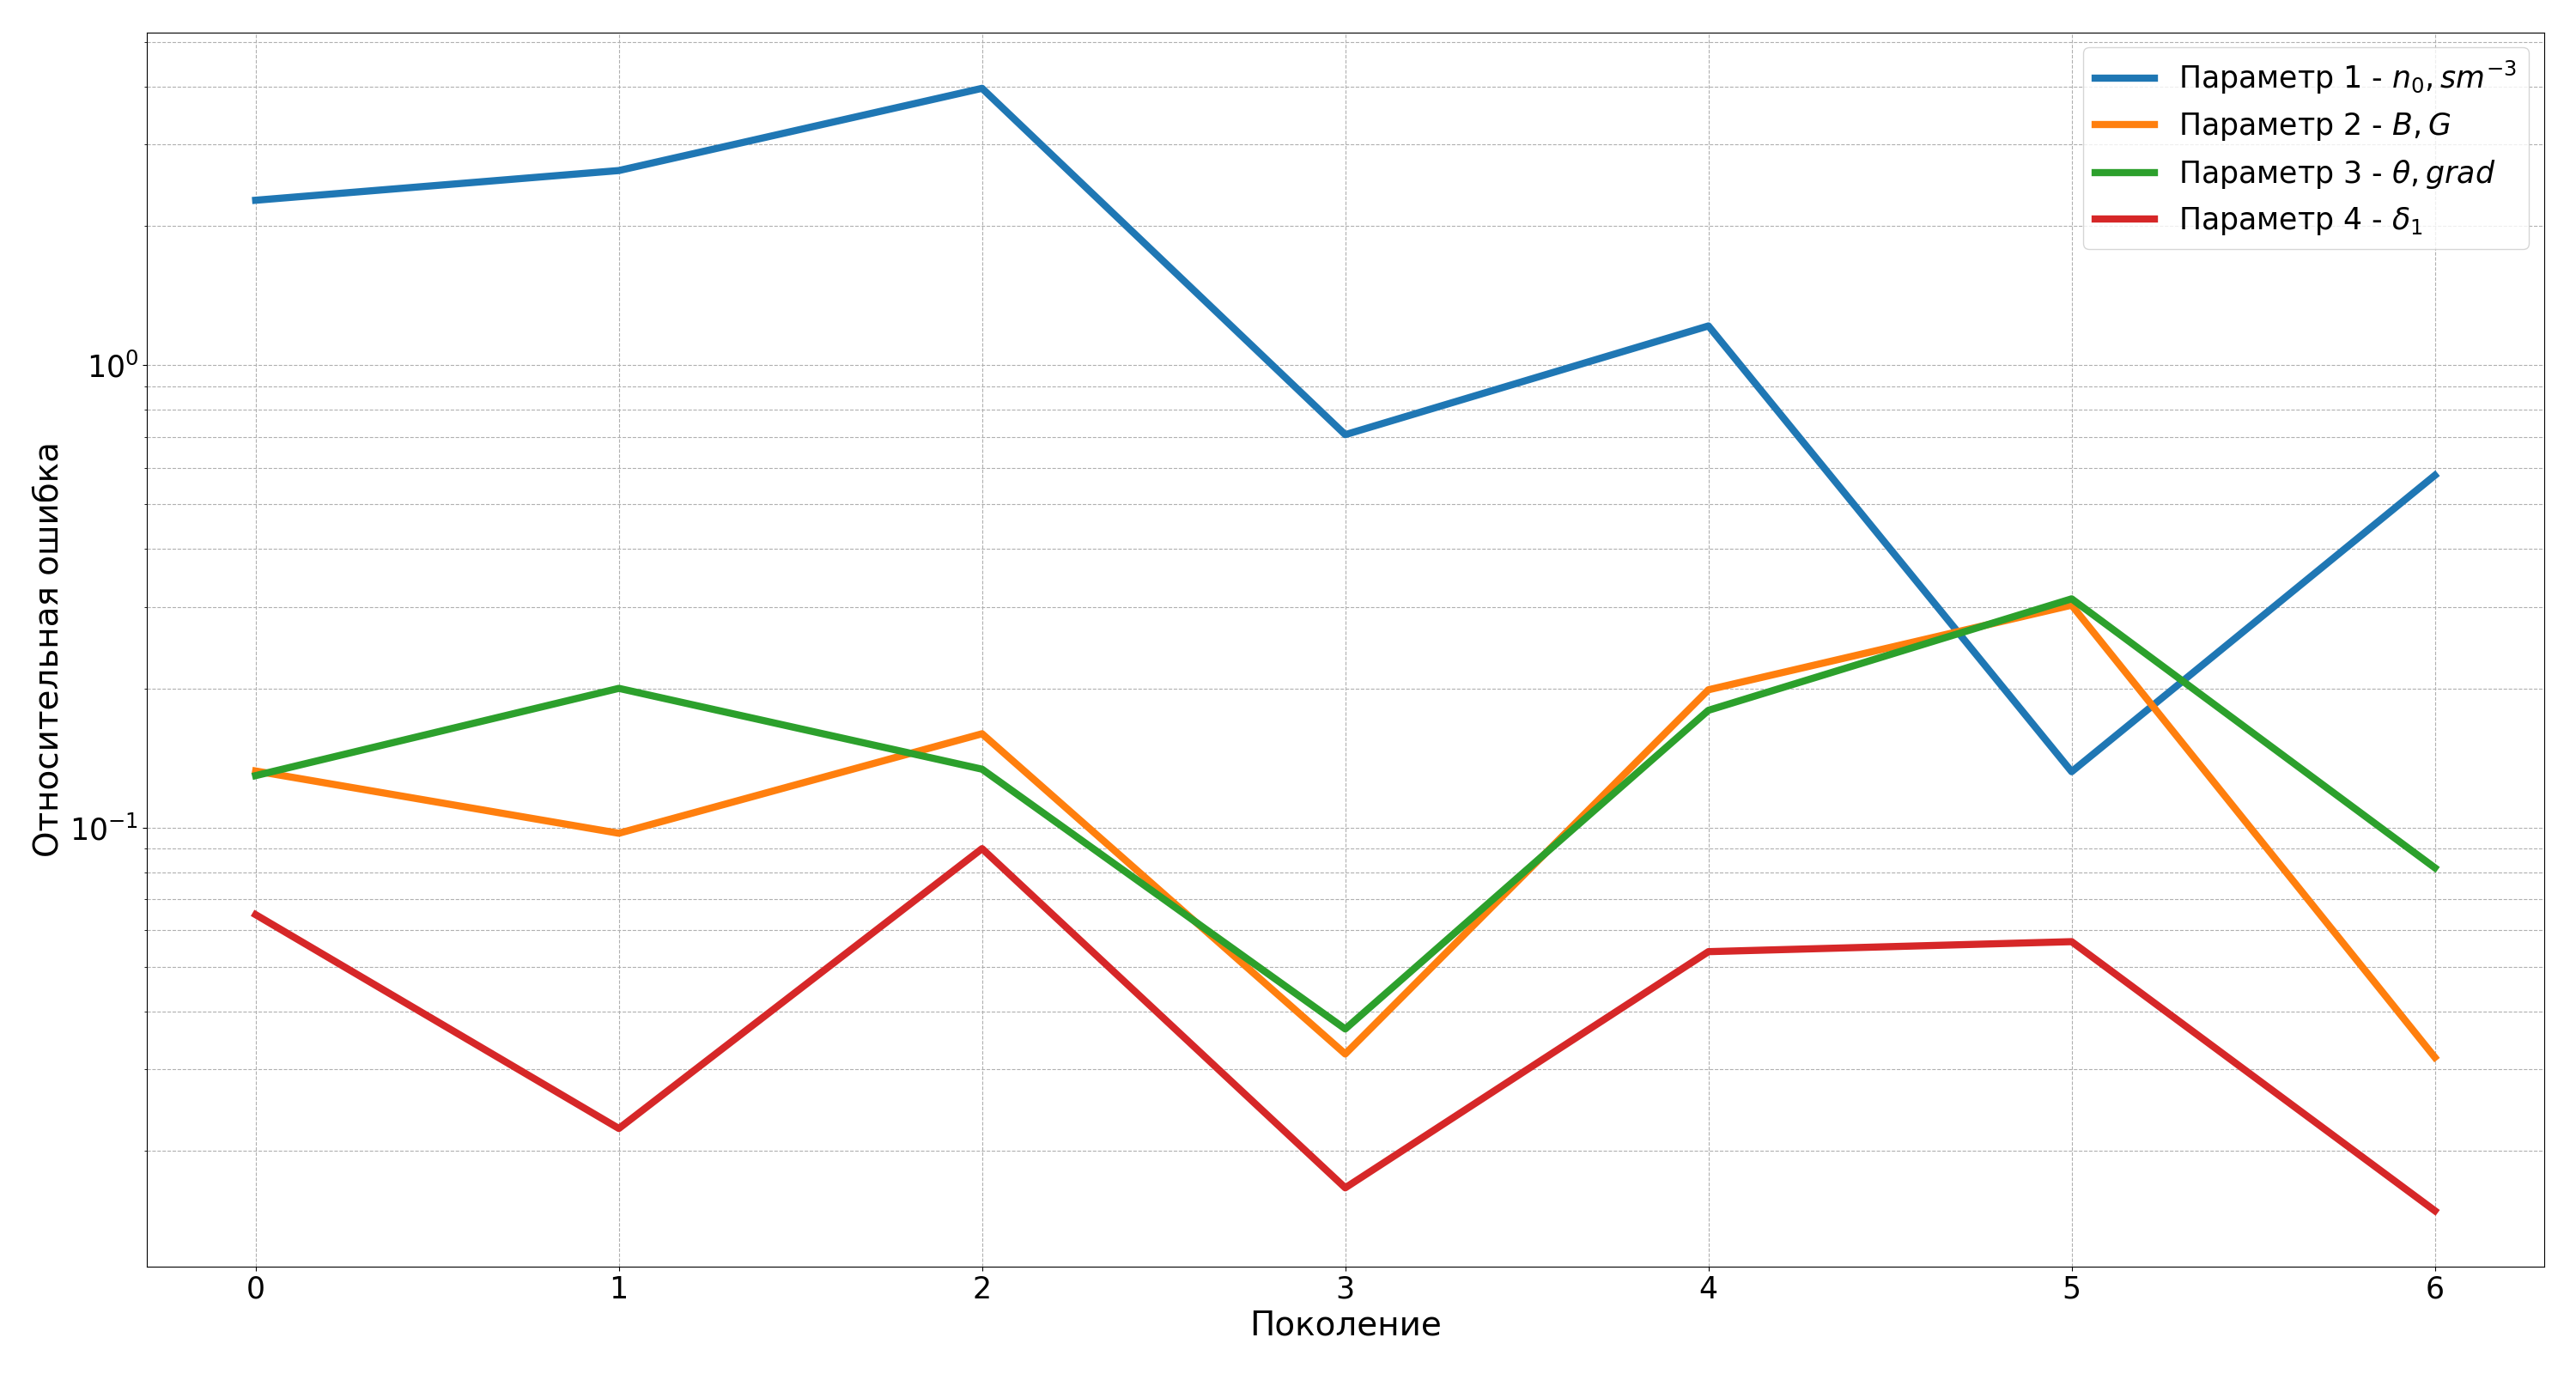 Параметр 1 - n₀, sm⁻³
Параметр 2 - B, G
Параметр 3 - θ, grad
Параметр 4 - δ₁
Относительная ошибка
10⁰
10⁻¹
0 1 2 3 4 5 6
Поколение